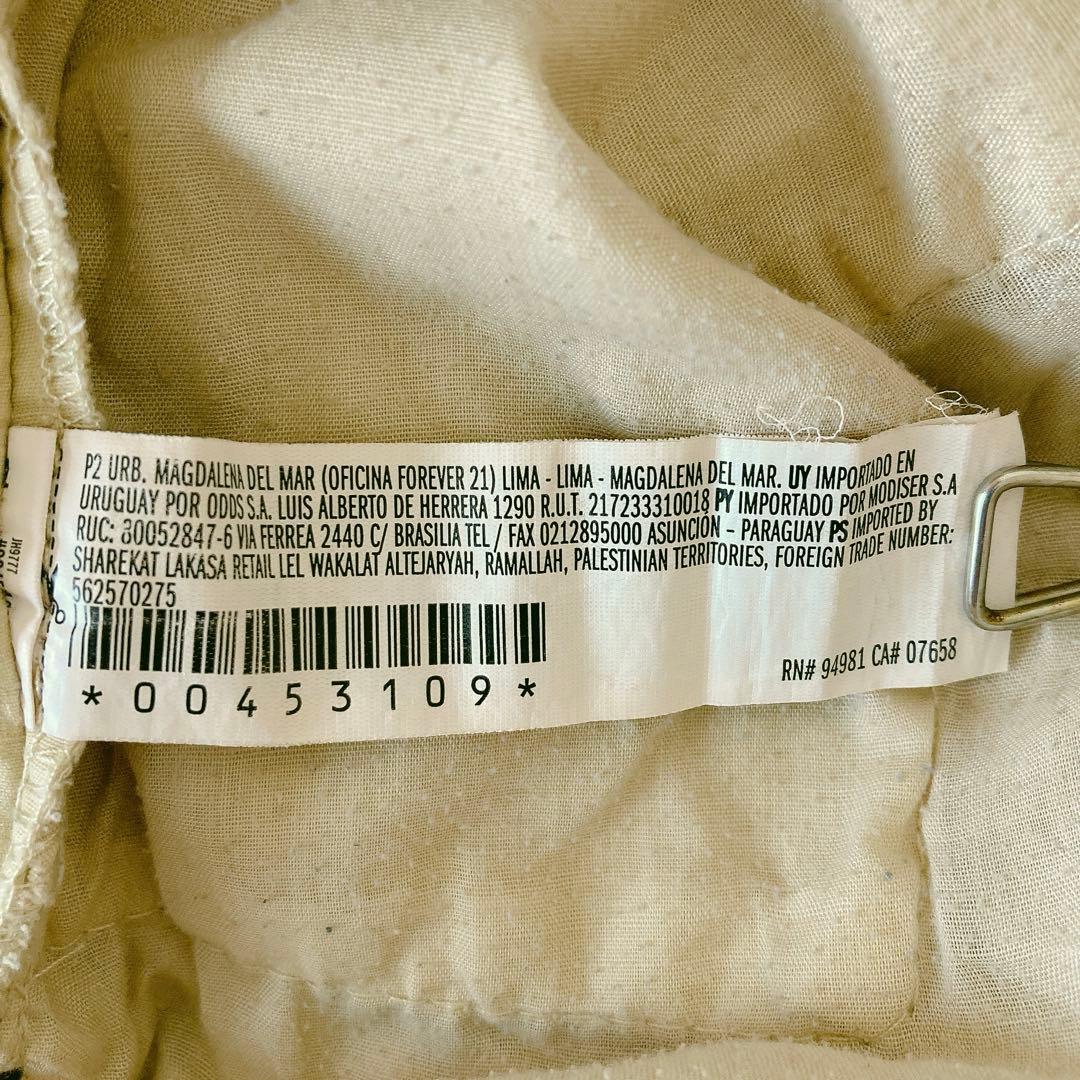 P2 URB. MAGDALENA DEL MAR (OFICINA FOREVER 21) LIMA - LIMA - MAGDALENA DEL MAR. UY IMPORTADO EN
URUGUAY POR ODDS S.A. LUIS ALBERTO DE HERRERA 1290 R.U.T. 217233310018 PY IMPORTADO POR MODISER S.A
RUC: 80052847-6 VIA FERREA 2440 C/ BRASILIA TEL / FAX 0212895000 ASUNCIÓN - PARAGUAY PS IMPORTED BY
SHAREKAT LAKASA RETAIL LEL WAKALAT ALTEJARYAH, RAMALLAH, PALESTINIAN TERRITORIES, FOREIGN TRADE NUMBER:
562570275
*00453109*
RN# 94981 CA# 07658